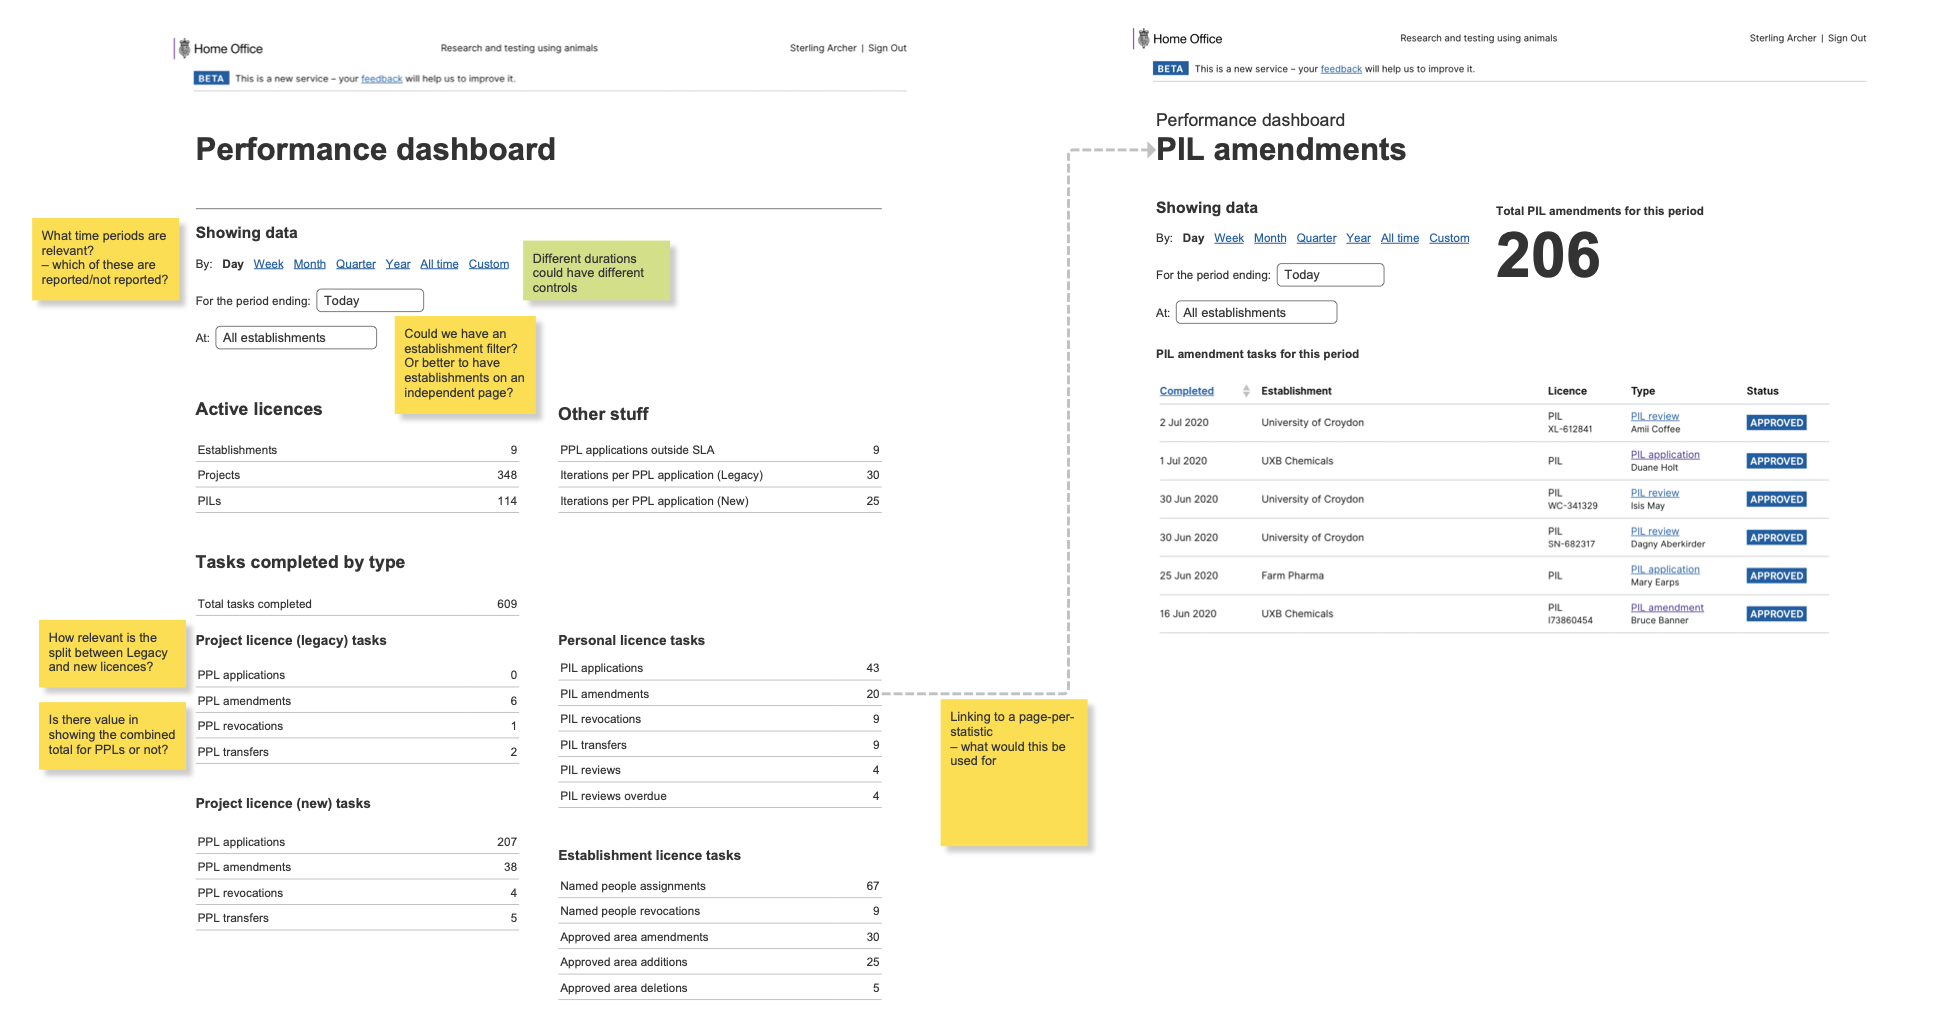 Home Office
Research and testing using animals
Sterling Archer | Sign Out
BETA This is a new service – your feedback will help us to improve it.
Performance dashboard
What time periods are
relevant?
– which of these are
reported/not reported?
Showing data
By: Day Week Month Quarter Year All time Custom
For the period ending: Today
At: All establishments
Different durations
could have different
controls
Could we have an
establishment filter?
Or better to have
establishments on an
independent page?
Active licences
Establishments 9
Projects 348
PILs 114
Other stuff
PPL applications outside SLA 9
Iterations per PPL application (Legacy) 30
Iterations per PPL application (New) 25
Tasks completed by type
Total tasks completed 609
How relevant is the
split between Legacy
and new licences?
Is there value in
showing the combined
total for PPLs or not?
Project licence (legacy) tasks
PPL applications 0
PPL amendments 6
PPL revocations 1
PPL transfers 2
Project licence (new) tasks
PPL applications 207
PPL amendments 38
PPL revocations 4
PPL transfers 5
Personal licence tasks
PIL applications 43
PIL amendments 20
PIL revocations 9
PIL transfers 9
PIL reviews 4
PIL reviews overdue 4
Establishment licence tasks
Named people assignments 67
Named people revocations 9
Approved area amendments 30
Approved area additions 25
Approved area deletions 5
Linking to a page-per-
statistic
– what would this be
used for
Home Office
Research and testing using animals
Sterling Archer | Sign Out
BETA This is a new service – your feedback will help us to improve it.
Performance dashboard
PIL amendments
Showing data
By: Day Week Month Quarter Year All time Custom
For the period ending: Today
At: All establishments
Total PIL amendments for this period
206
PIL amendment tasks for this period
Completed Establishment Licence Type Status
2 Jul 2020 University of Croydon PIL PIL review APPROVED
XL-612841 Amii Coffee
1 Jul 2020 UXB Chemicals PIL PIL application APPROVED
Duane Holt
30 Jun 2020 University of Croydon PIL PIL review APPROVED
WC-341329 Isis May
30 Jun 2020 University of Croydon PIL PIL review APPROVED
SN-682317 Dagny Aberkirder
25 Jun 2020 Farm Pharma PIL PIL application APPROVED
Mary Earps
16 Jun 2020 UXB Chemicals PIL PIL amendment APPROVED
I73860454 Bruce Banner